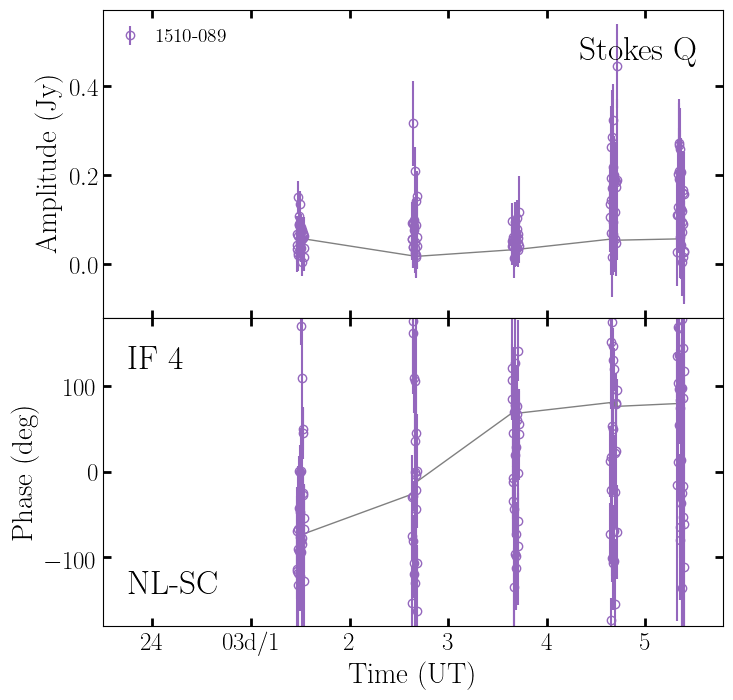 1510-089
Stokes Q
Amplitude (Jy)
0.4
0.2
0.0
IF 4
NL-SC
Phase (deg)
100
0
−100
24 03d/1 2 3 4 5
Time (UT)